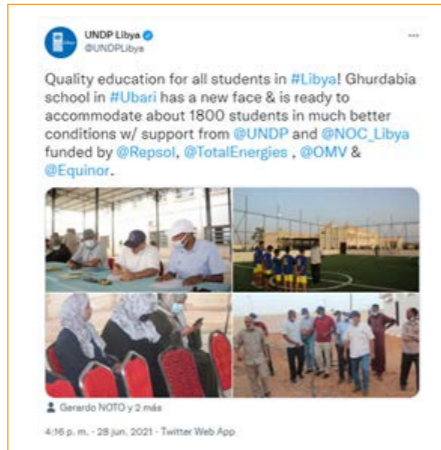 UNDP Libya
@UNDPLibya
Quality education for all students in #Libya! Ghurdabia
school in #Ubari has a new face & is ready to
accommodate about 1800 students in much better
conditions w/ support from @UNDP and @NOC_Libya
funded by @Repsol, @TotalEnergies , @OMV &
@Equinor.
Gerardo NOTO y 2 más
4:16 p. m. · 28 jun. 2021 · Twitter Web App